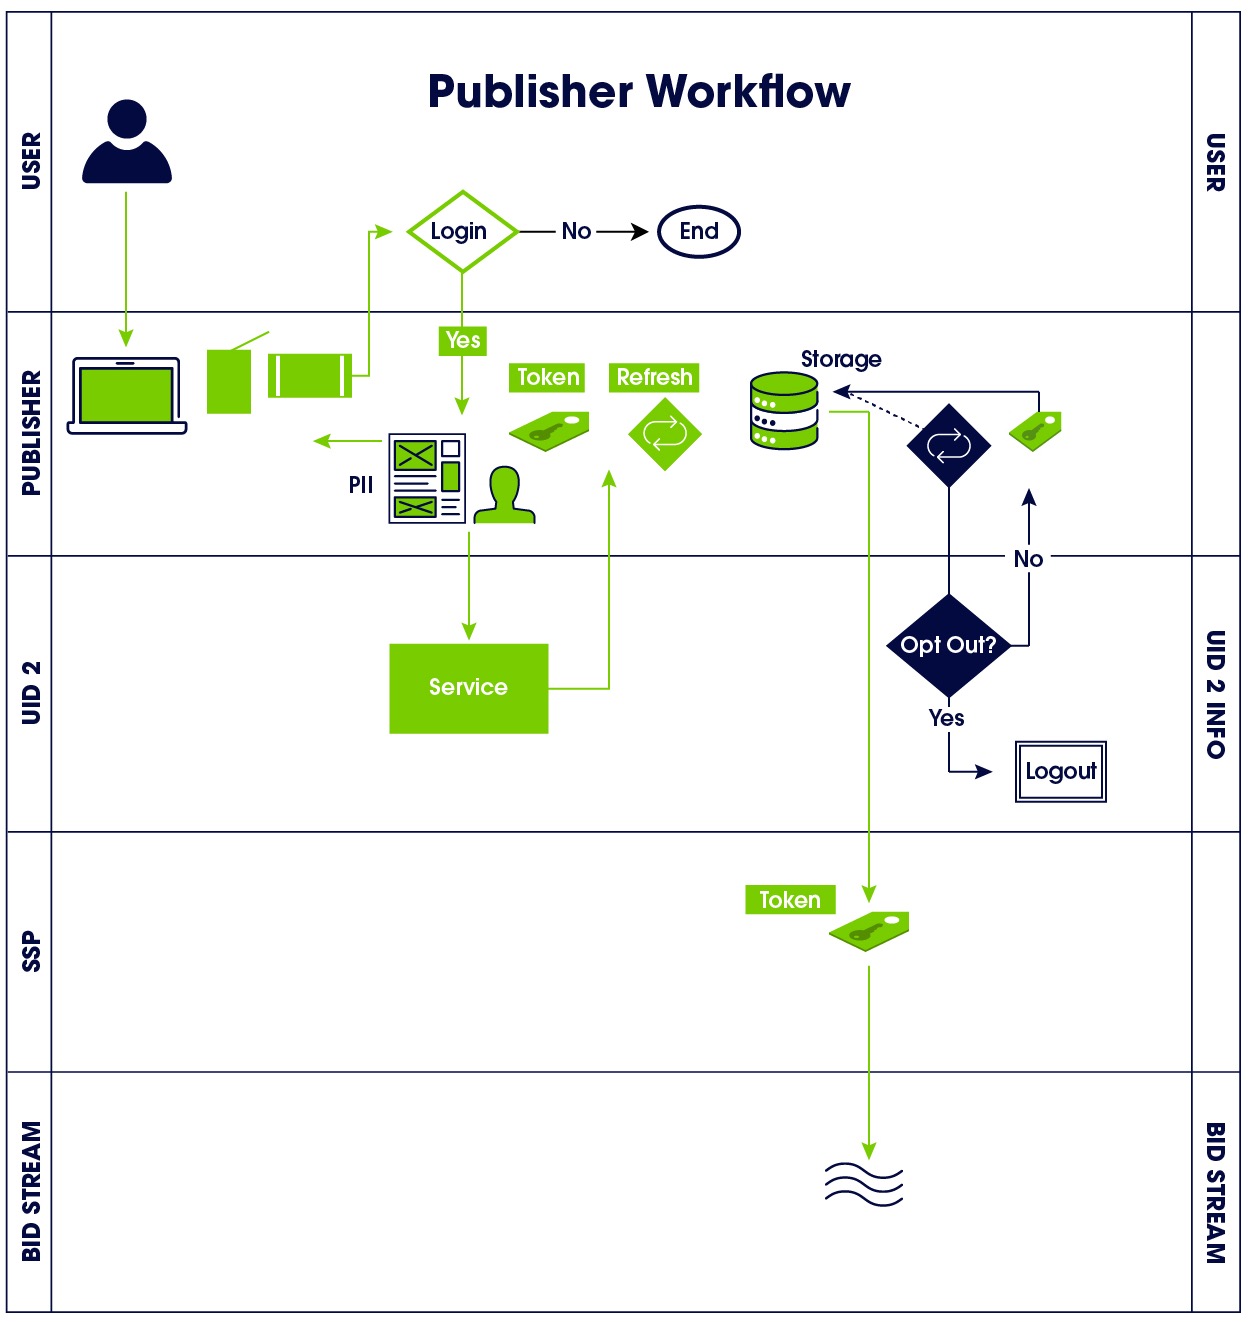 Publisher Workflow
USER
USER
Login
No
End
PUBLISHER
Yes
Token
Refresh
Storage
PII
No
UID 2
UID 2 INFO
Service
Opt Out?
Yes
Logout
SSP
Token
BID STREAM
BID STREAM